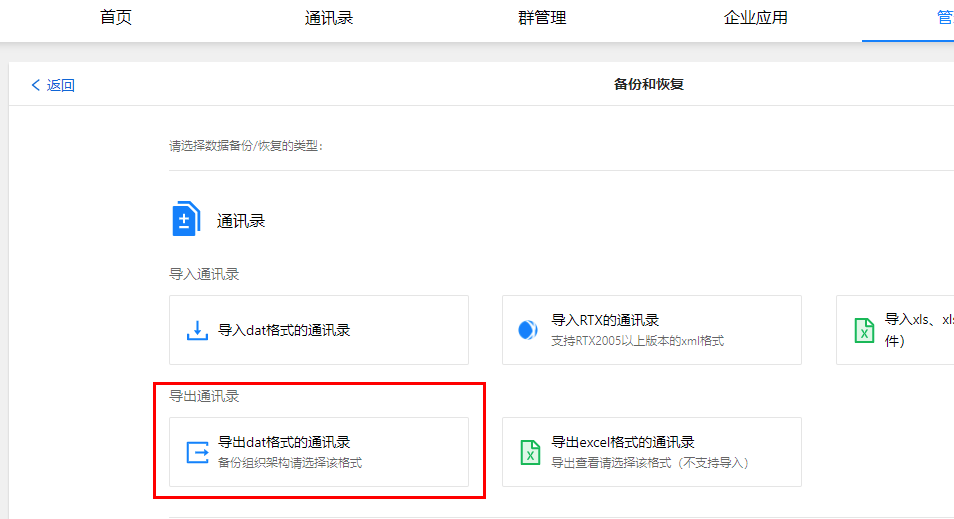 首页 通讯录 群管理 企业应用 管
返回 备份和恢复
请选择数据备份/恢复的类型：
通讯录
导入通讯录
导入dat格式的通讯录
导入RTX的通讯录
支持RTX2005以上版本的xml格式
导入xls、xls
件）
导出通讯录
导出dat格式的通讯录
备份组织架构请选择该格式
导出excel格式的通讯录
导出查看请选择该格式（不支持导入）